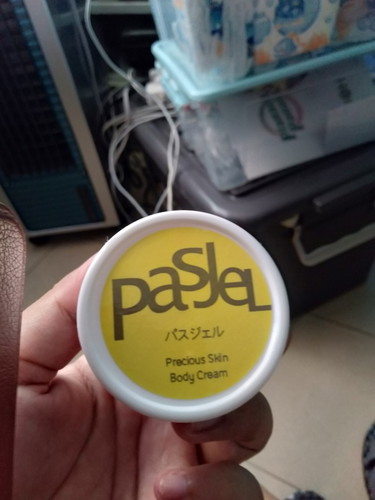 PasJeL
パスジェル
Precious Skin
Body Cream